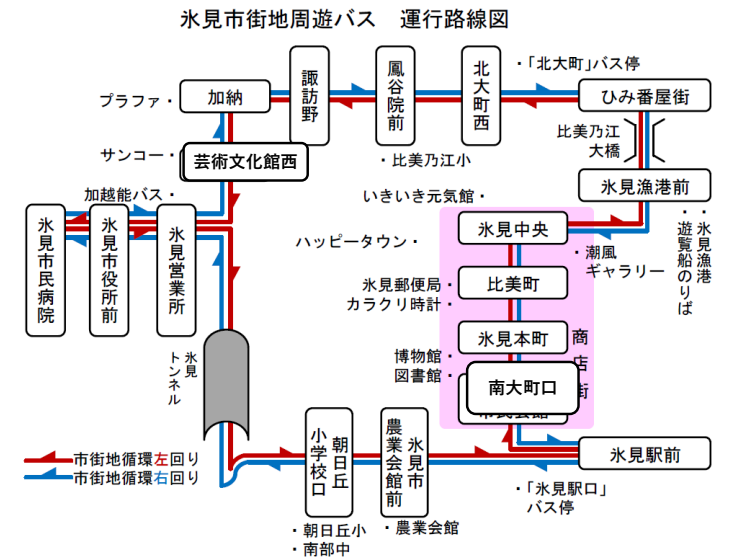 氷見市街地周遊バス　運行路線図
・「北大町」バス停
プラファ・
加納
諏訪野
鳳谷院前
北大町西
ひみ番屋街
比美乃江
大橋
サンコー・
芸術文化館西
・比美乃江小
加越能バス・
いきいき元気館・
氷見漁港前
氷見市民病院
氷見市役所前
氷見営業所
ハッピータウン・
氷見中央
・潮風
ギャラリー
・氷見漁港
・遊覧船のりば
氷見郵便局・
カラクリ時計・
比美町
氷見本町
商店街
博物館・
図書館・
南大町口
氷見
トンネル
市街地循環左回り
市街地循環右回り
朝日丘
小学校口
氷見市
農業会館前
氷見駅前
・「氷見駅口」
バス停
・朝日丘小
・南部中
・農業会館